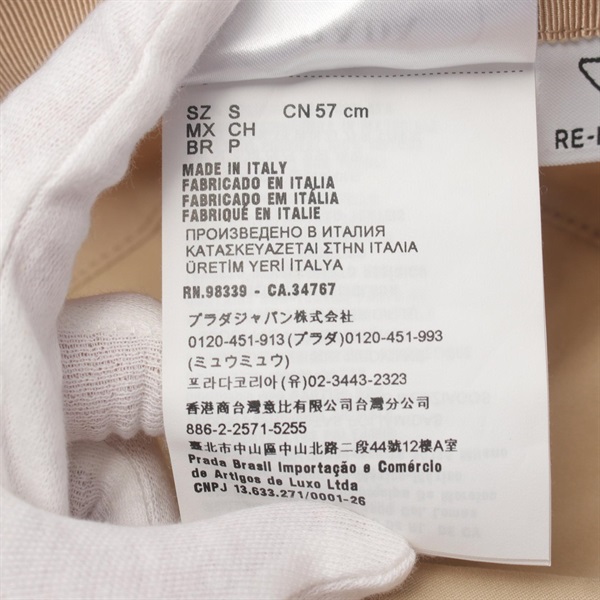 SZ S CN 57 cm
MX CH
BR P
MADE IN ITALY
FABRICADO EN ITALIA
FABRICADO EM ITÁLIA
FABRIQUÉ EN ITALIE
ПРОИЗВЕДЕНО В ИТАЛИЯ
ΚΑΤΑΣΚΕΥΑΖΕΤΑΙ ΣΤΗΝ ΙΤΑΛΙΑ
ÜRETİM YERİ İTALYA
RN.98339 - CA.34767
プラダジャパン株式会社
0120-451-913(プラダ)0120-451-993
(ミュウミュウ)
프라다코리아(유)02-3443-2323
香港商台灣意比有限公司台灣分公司
886-2-2571-5255
臺北市中山區中山北路二段44號12樓A室
Prada Brasil Importação e Comércio
de Artigos de Luxo Ltda
CNPJ 13.633.271/0001-26
RE-